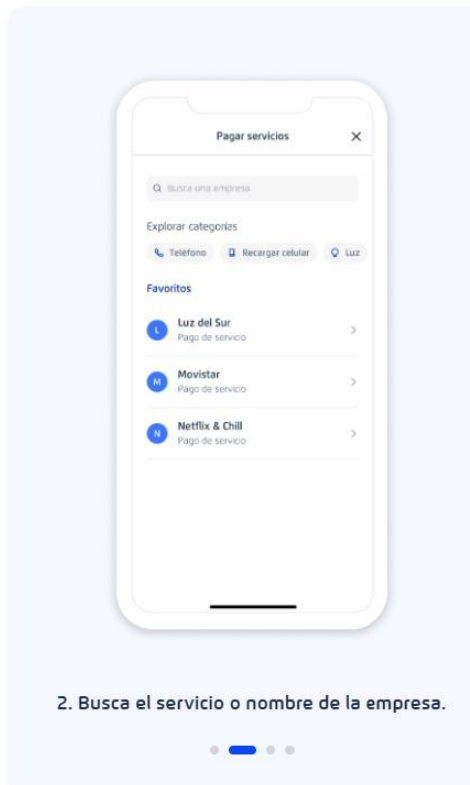 Pagar servicios
Busca una empresa
Explorar categorías
Teléfono Recargar celular Luz
Favoritos
L Luz del Sur
Pago de servicio
M Movistar
Pago de servicio
N Netflix & Chill
Pago de servicio
2. Busca el servicio o nombre de la empresa.